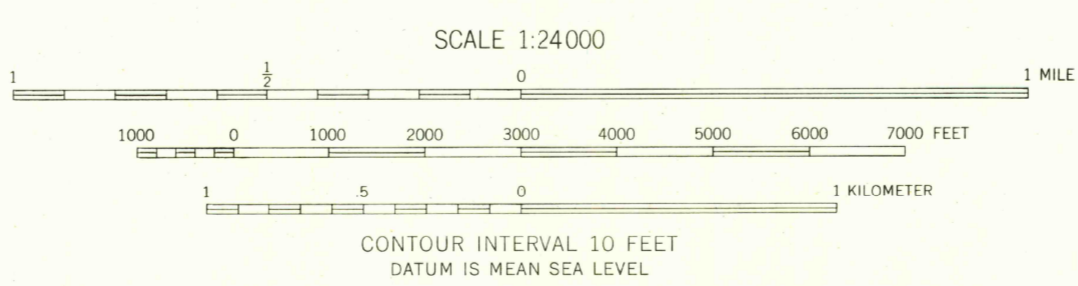 SCALE 1:24000
1 1/2 0 1 MILE
1000 0 1000 2000 3000 4000 5000 6000 7000 FEET
1 .5 0 1 KILOMETER
CONTOUR INTERVAL 10 FEET
DATUM IS MEAN SEA LEVEL